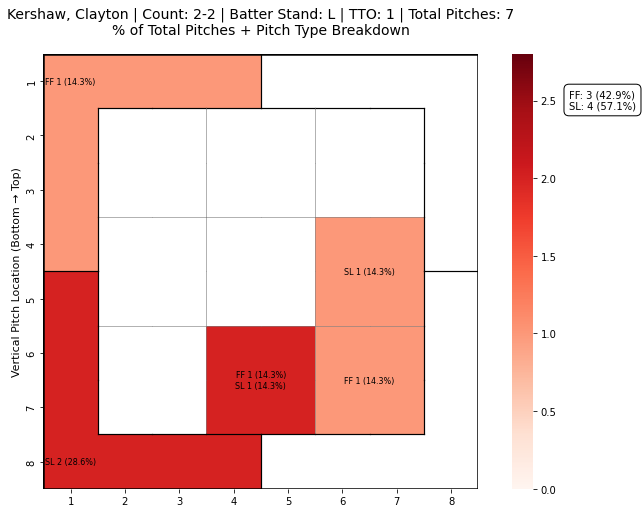 Kershaw, Clayton | Count: 2-2 | Batter Stand: L | TTO: 1 | Total Pitches: 7
% of Total Pitches + Pitch Type Breakdown
FF: 3 (42.9%)
SL: 4 (57.1%)
Vertical Pitch Location (Bottom → Top)
1
2
3
4
5
6
7
8
FF 1 (14.3%)
SL 1 (14.3%)
FF 1 (14.3%)
SL 1 (14.3%)
FF 1 (14.3%)
SL 2 (28.6%)
1
2
3
4
5
6
7
8
2.5
2.0
1.5
1.0
0.5
0.0